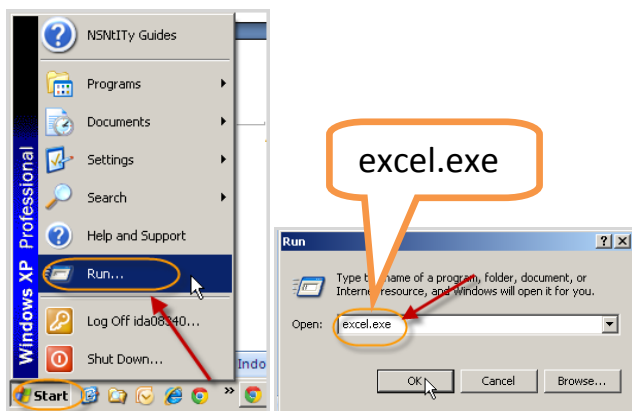 NSNtITy Guides
Programs
Documents
Settings
Search
Help and Support
Run...
Log Off ida08340...
Shut Down...
Windows XP Professional
Indo
Start
»
excel.exe
Run
Type the name of a program, folder, document, or
Internet resource, and Windows will open it for you.
Open: excel.exe
OK Cancel Browse...